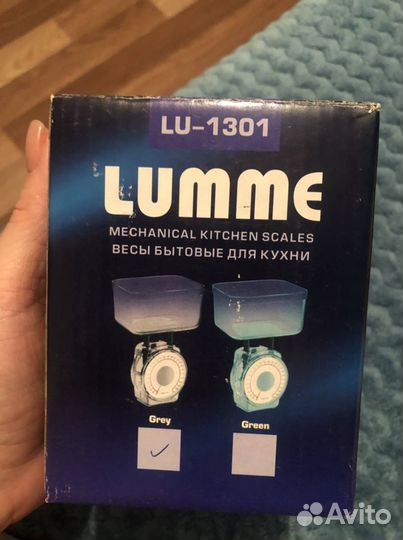 LU-1301
LUMME
MECHANICAL KITCHEN SCALES
ВЕСЫ БЫТОВЫЕ ДЛЯ КУХНИ
Grey Green
Avito